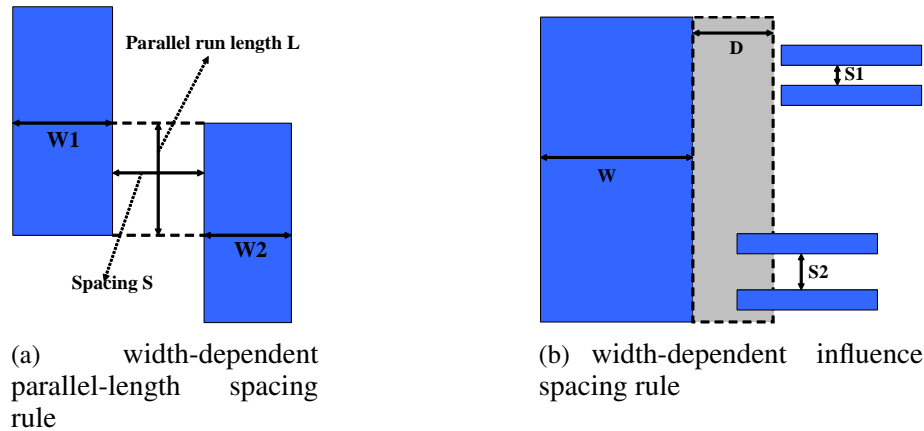 Parallel run length L
W1
W2
Spacing S
(a) width-dependent
parallel-length spacing
rule
D
S1
W
S2
(b) width-dependent influence
spacing rule